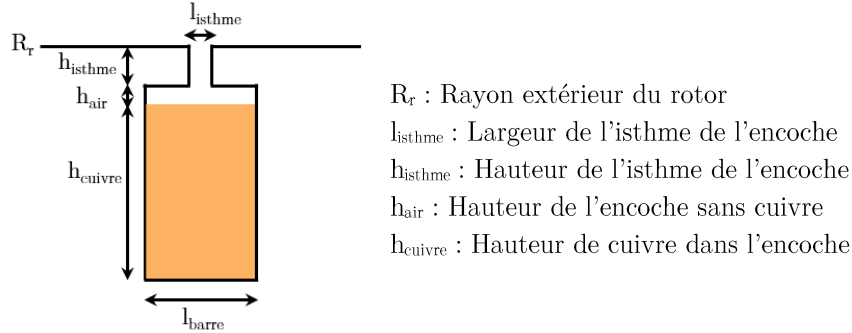 l_isthme
R_r
h_isthme
h_air
h_cuivre
l_barre
R_r : Rayon extérieur du rotor
l_isthme : Largeur de l'isthme de l'encoche
h_isthme : Hauteur de l'isthme de l'encoche
h_air : Hauteur de l'encoche sans cuivre
h_cuivre : Hauteur de cuivre dans l'encoche